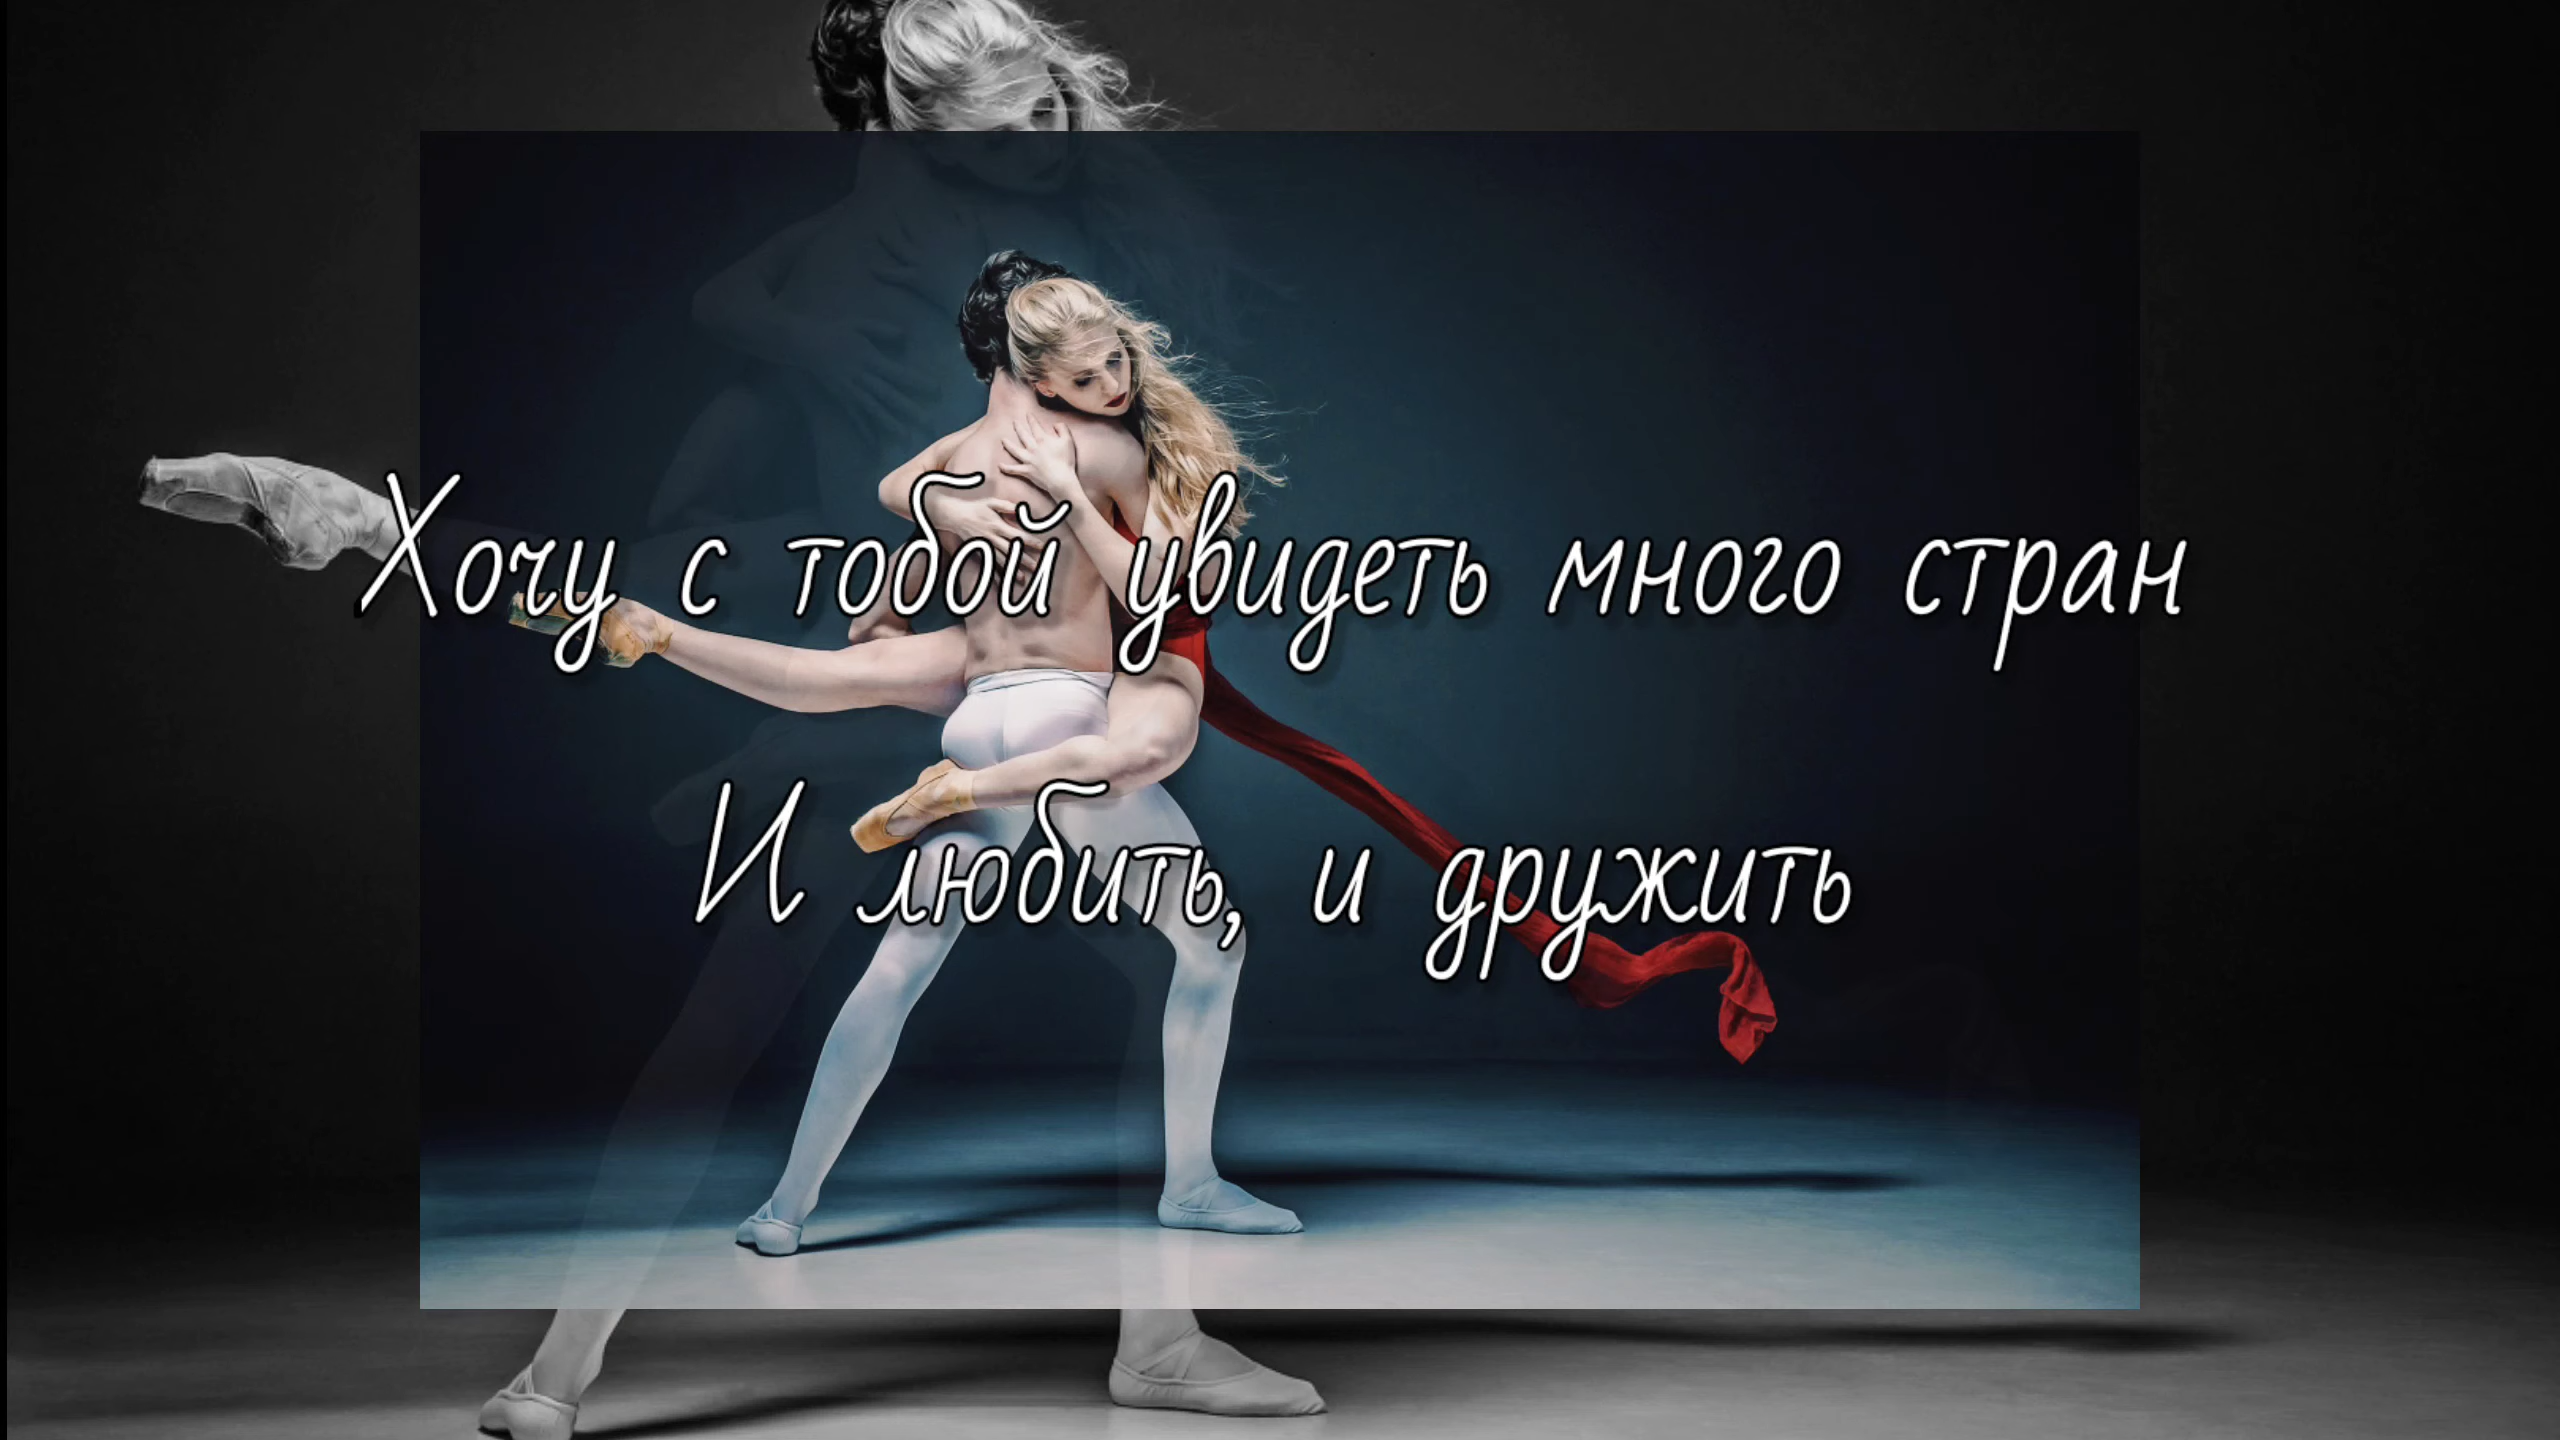 Хочу с тобой увидеть много стран
И любить, и дружить